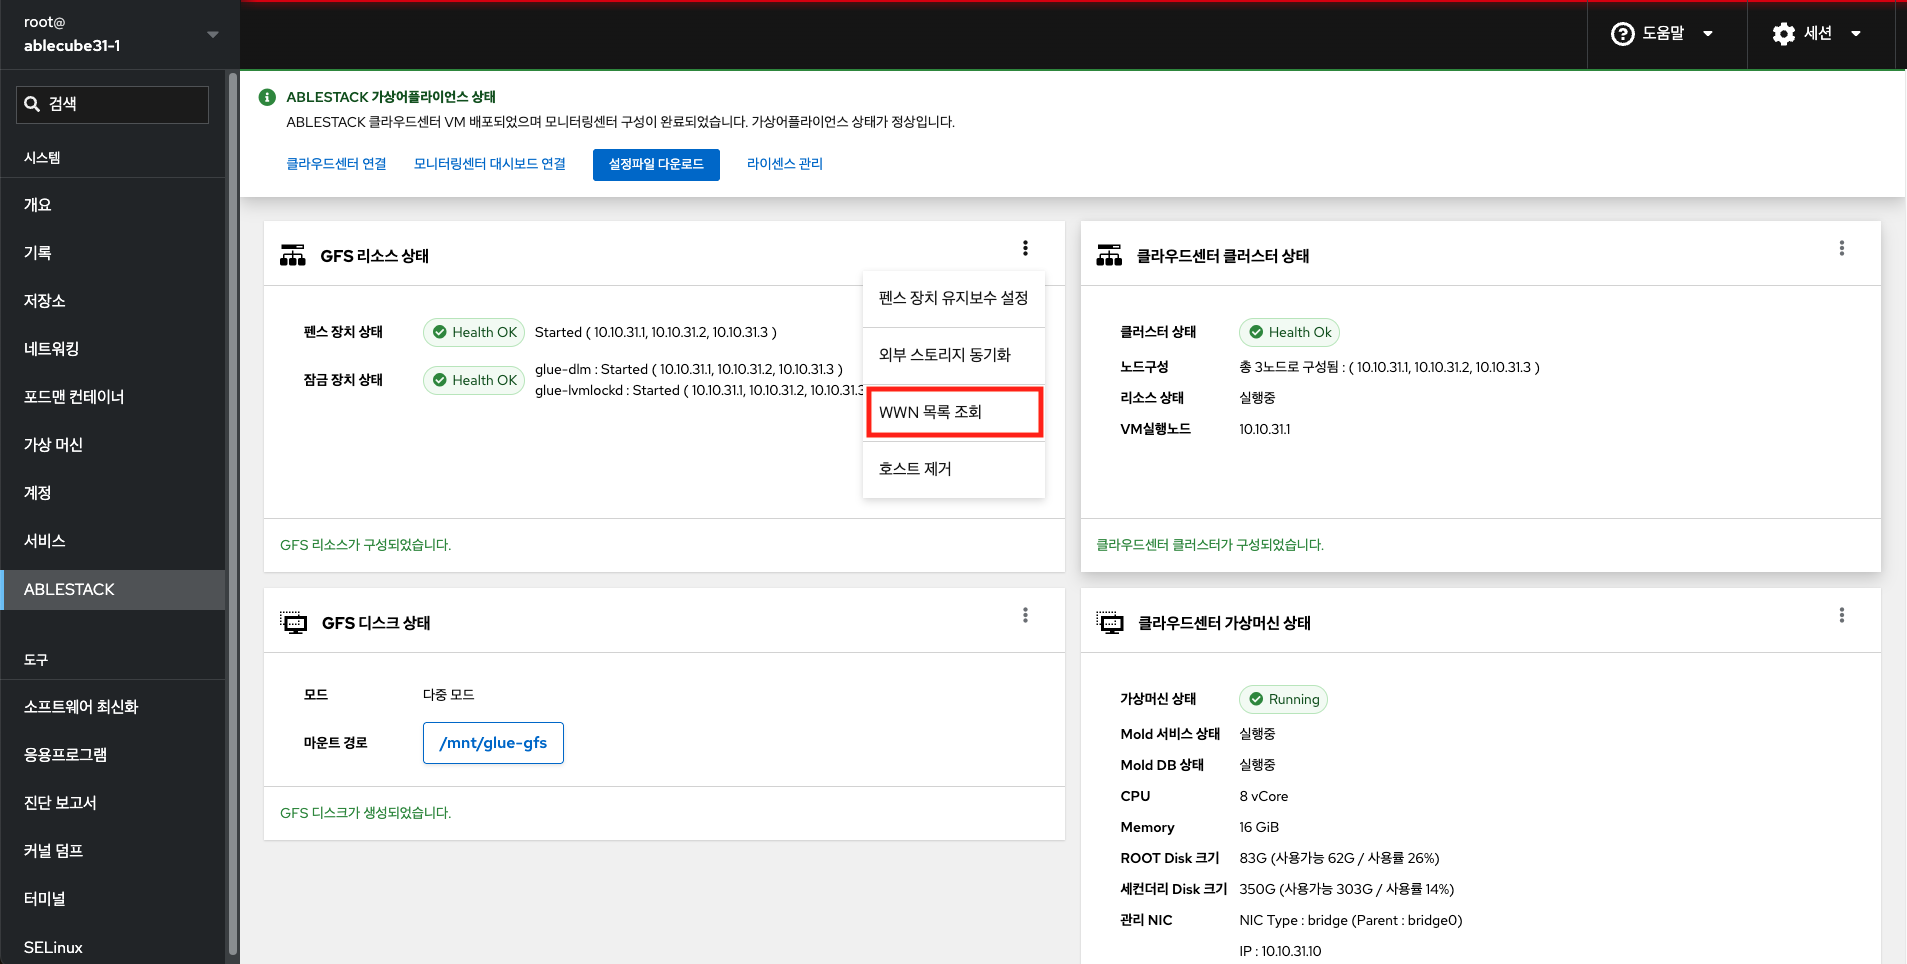 root@
ablecube31-1
도움말
세션
검색
시스템
개요
기록
저장소
네트워킹
포드맨 컨테이너
가상 머신
계정
서비스
ABLESTACK
도구
소프트웨어 최신화
응용프로그램
진단 보고서
커널 덤프
터미널
SELinux
ABLESTACK 가상어플라이언스 상태
ABLESTACK 클라우드센터 VM 배포되었으며 모니터링센터 구성이 완료되었습니다. 가상어플라이언스 상태가 정상입니다.
클라우드센터 연결 모니터링센터 대시보드 연결 설정파일 다운로드 라이센스 관리
GFS 리소스 상태
펜스 장치 상태 Health OK Started ( 10.10.31.1, 10.10.31.2, 10.10.31.3 )
잠금 장치 상태 Health OK glue-dlm : Started ( 10.10.31.1, 10.10.31.2, 10.10.31.3 )
glue-lvmlockd : Started ( 10.10.31.1, 10.10.31.2, 10.10.31.3
펜스 장치 유지보수 설정
외부 스토리지 동기화
WWN 목록 조회
호스트 제거
GFS 리소스가 구성되었습니다.
클라우드센터 클러스터 상태
클러스터 상태 Health Ok
노드구성 총 3노드로 구성됨 : ( 10.10.31.1, 10.10.31.2, 10.10.31.3 )
리소스 상태 실행중
VM실행노드 10.10.31.1
클라우드센터 클러스터가 구성되었습니다.
GFS 디스크 상태
모드 다중 모드
마운트 경로 /mnt/glue-gfs
GFS 디스크가 생성되었습니다.
클라우드센터 가상머신 상태
가상머신 상태 Running
Mold 서비스 상태 실행중
Mold DB 상태 실행중
CPU 8 vCore
Memory 16 GiB
ROOT Disk 크기 83G (사용가능 62G / 사용률 26%)
세컨더리 Disk 크기 350G (사용가능 303G / 사용률 14%)
관리 NIC NIC Type : bridge (Parent : bridge0)
IP : 10.10.31.10